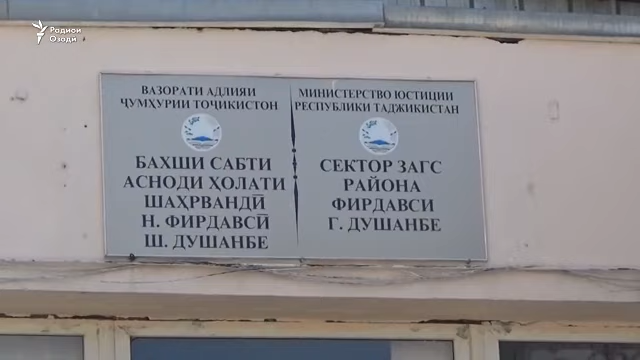 Радиои
Озодӣ
ВАЗОРАТИ АДЛИЯИ
ҶУМҲУРИИ ТОҶИКИСТОН
БАХШИ САБТИ
АСНОДИ ҲОЛАТИ
ШАҲРВАНДӢ
Н. ФИРДАВСӢ
Ш. ДУШАНБЕ
МИНИСТЕРСТВО ЮСТИЦИИ
РЕСПУБЛИКИ ТАДЖИКИСТАН
СЕКТОР ЗАГС
РАЙОНА
ФИРДАВСИ
Г. ДУШАНБЕ